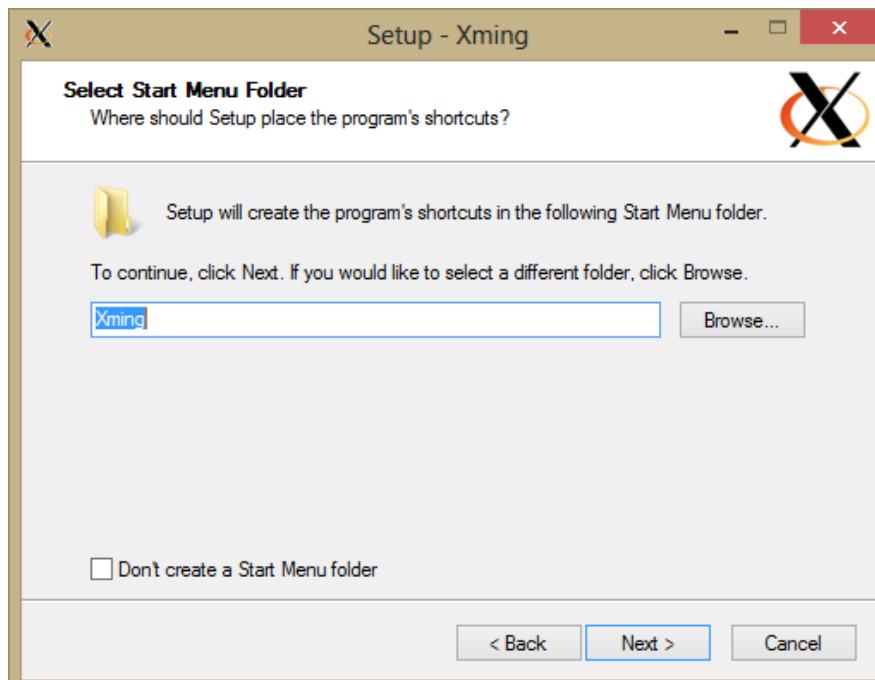 Setup - Xming
Select Start Menu Folder
Where should Setup place the program's shortcuts?
Setup will create the program's shortcuts in the following Start Menu folder.
To continue, click Next. If you would like to select a different folder, click Browse.
Xming
Browse...
Don't create a Start Menu folder
< Back
Next >
Cancel